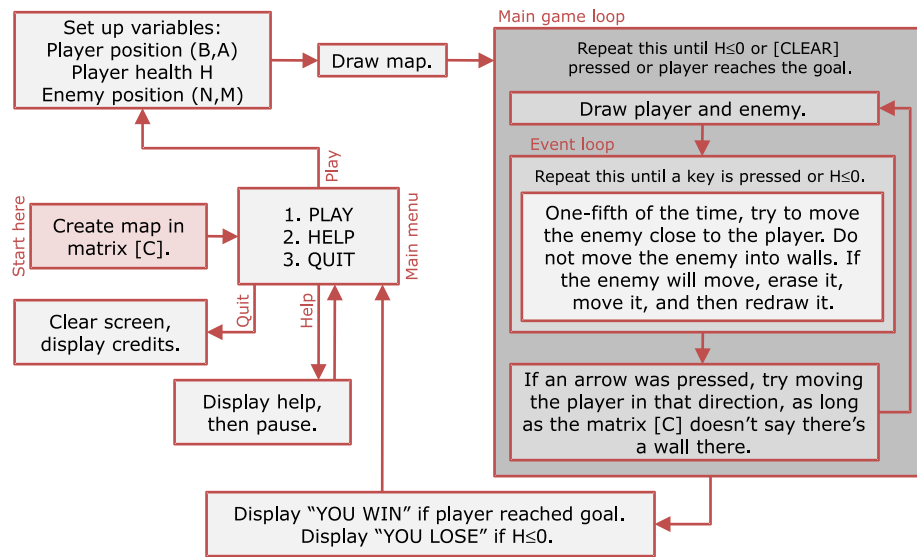 Set up variables:
Player position (B,A)
Player health H
Enemy position (N,M)
Draw map.
Main game loop
Repeat this until H≤0 or [CLEAR]
pressed or player reaches the goal.
Draw player and enemy.
Event loop
Repeat this until a key is pressed or H≤0.
One-fifth of the time, try to move
the enemy close to the player. Do
not move the enemy into walls. If
the enemy will move, erase it,
move it, and then redraw it.
If an arrow was pressed, try moving
the player in that direction, as long
as the matrix [C] doesn't say there's
a wall there.
Play
Start here
Create map in
matrix [C].
1. PLAY
2. HELP
3. QUIT
Main menu
Quit
Help
Clear screen,
display credits.
Display help,
then pause.
Display “YOU WIN” if player reached goal.
Display “YOU LOSE” if H≤0.